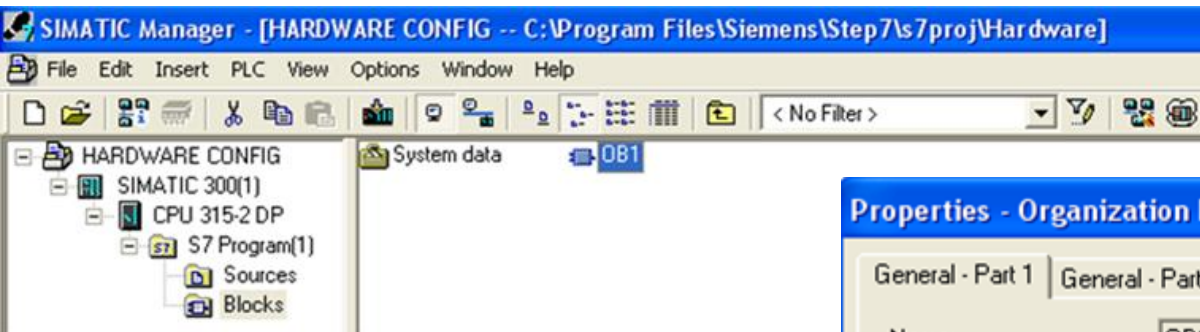 SIMATIC Manager - [HARDWARE CONFIG -- C:\Program Files\Siemens\Step7\s7proj\Hardware]
File Edit Insert PLC View Options Window Help
< No Filter >
HARDWARE CONFIG
SIMATIC 300(1)
CPU 315-2 DP
S7 Program(1)
Sources
Blocks
System data OB1
Properties - Organization
General - Part 1 General - Part